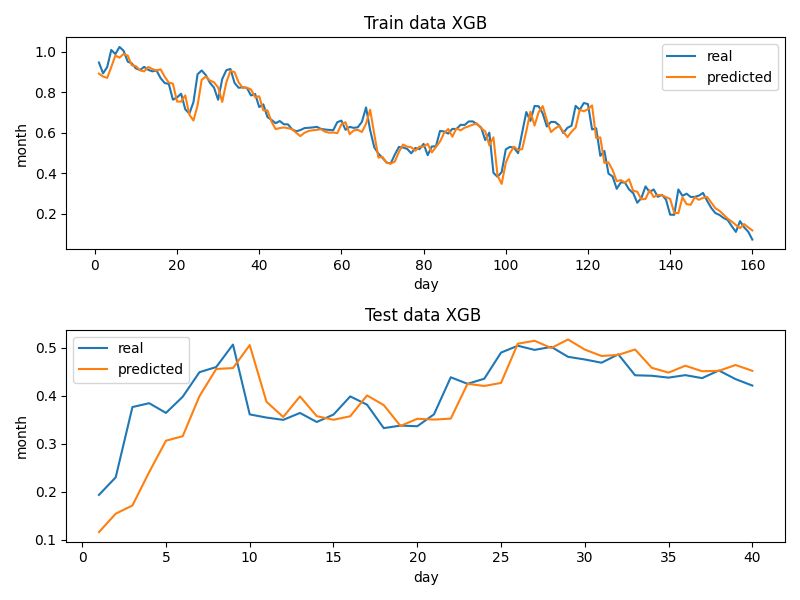 Train data XGB
real
predicted
month
1.0
0.8
0.6
0.4
0.2
0 20 40 60 80 100 120 140 160
day
Test data XGB
real
predicted
month
0.5
0.4
0.3
0.2
0.1
0 5 10 15 20 25 30 35 40
day